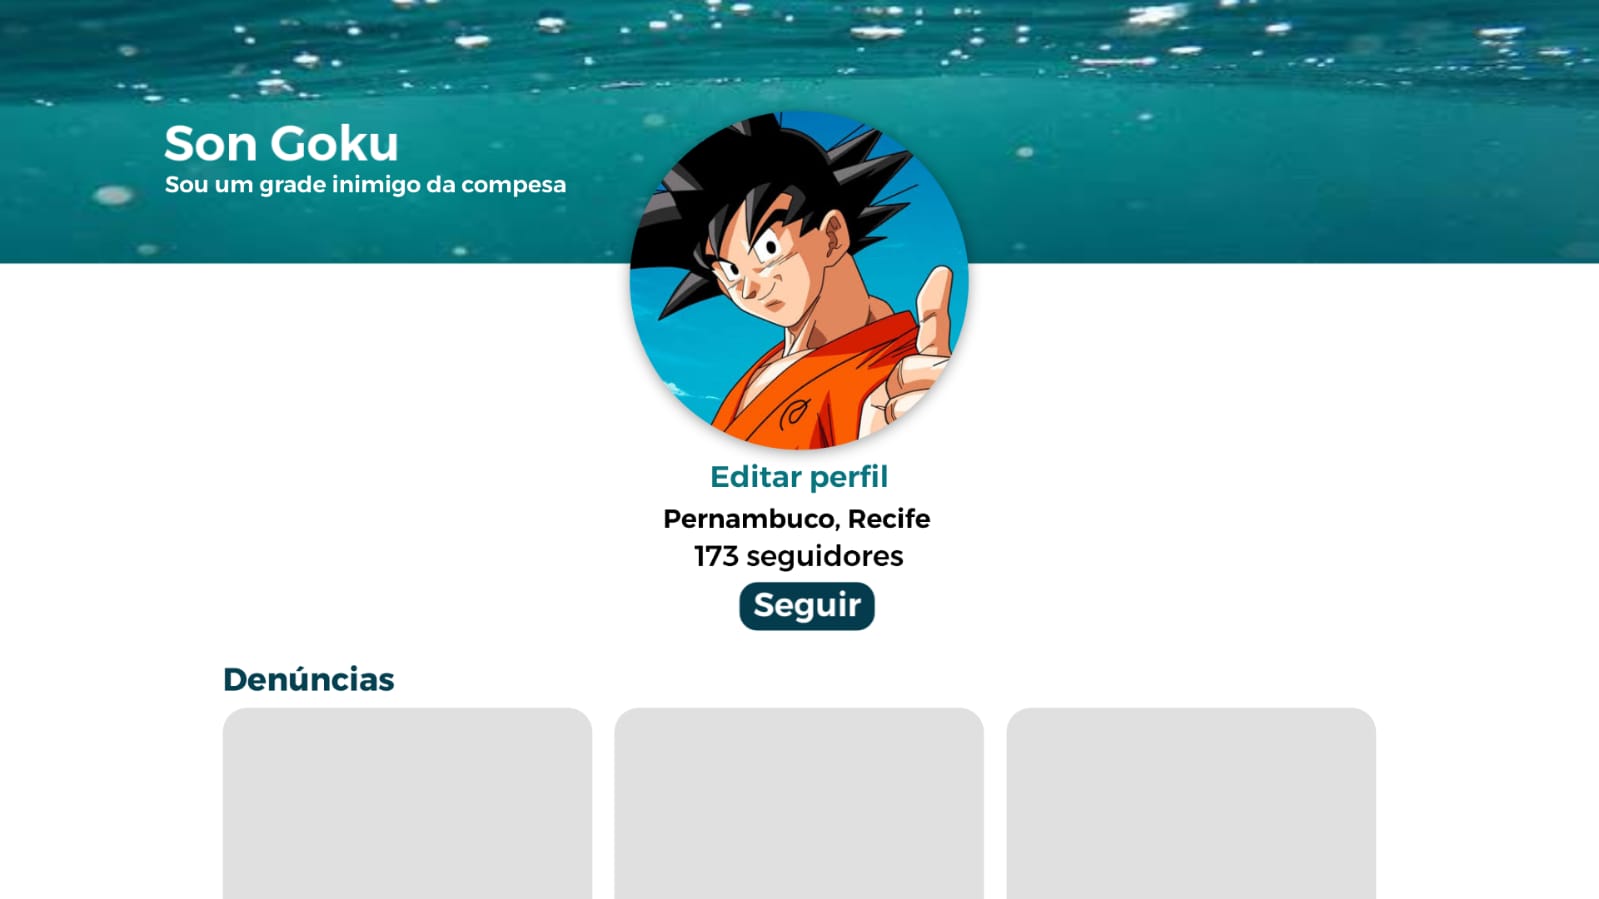 Son Goku
Sou um grade inimigo da compesa
Editar perfil
Pernambuco, Recife
173 seguidores
Seguir
Denúncias